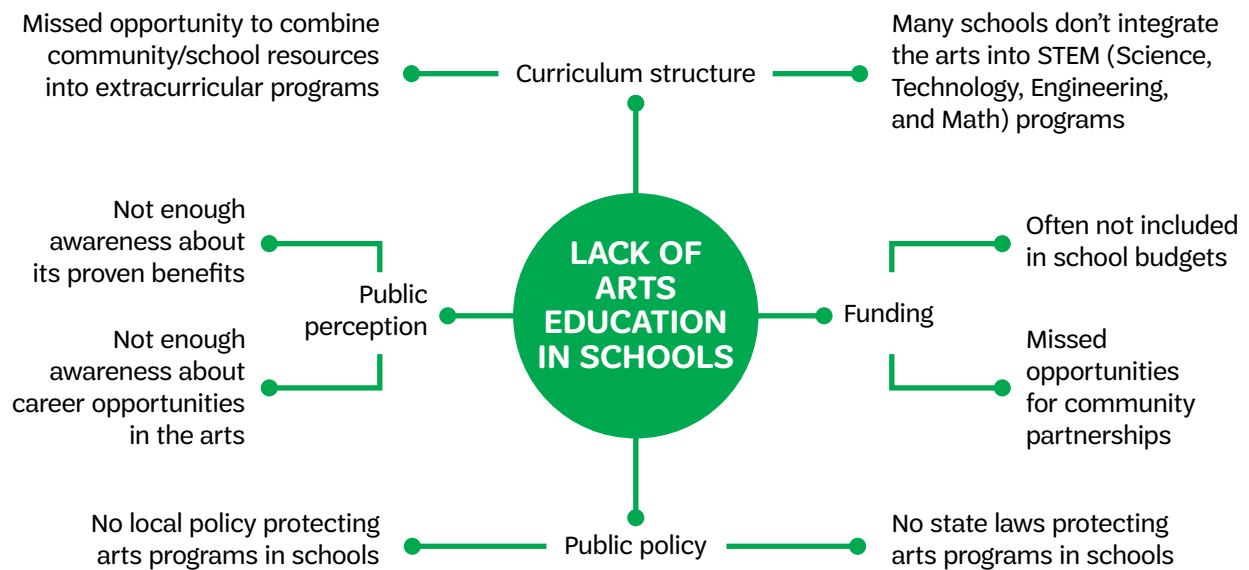 Missed opportunity to combine
community/school resources
into extracurricular programs
Curriculum structure
Many schools don’t integrate
the arts into STEM (Science,
Technology, Engineering,
and Math) programs
Not enough
awareness about
its proven benefits
Public
perception
Not enough
awareness about
career opportunities
in the arts
LACK OF
ARTS
EDUCATION
IN SCHOOLS
Often not included
in school budgets
Funding
Missed
opportunities
for community
partnerships
No local policy protecting
arts programs in schools
Public policy
No state laws protecting
arts programs in schools